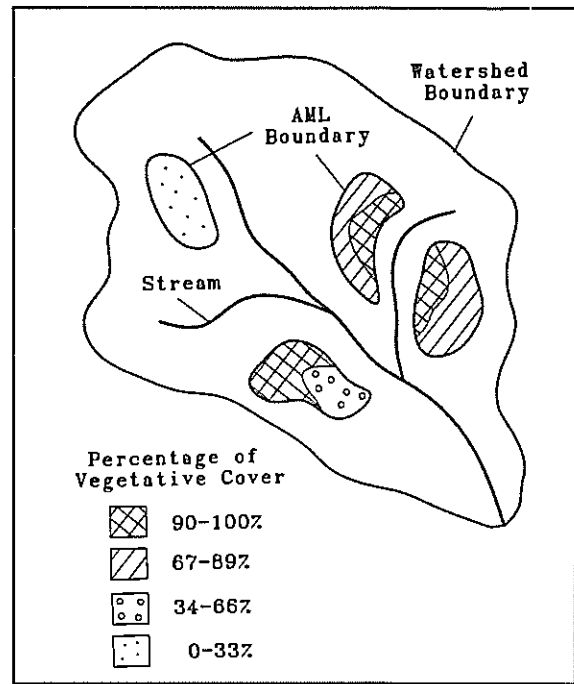 Watershed
Boundary
AML
Boundary
Stream
Percentage of
Vegetative Cover
90-100%
67-89%
34-66%
0-33%